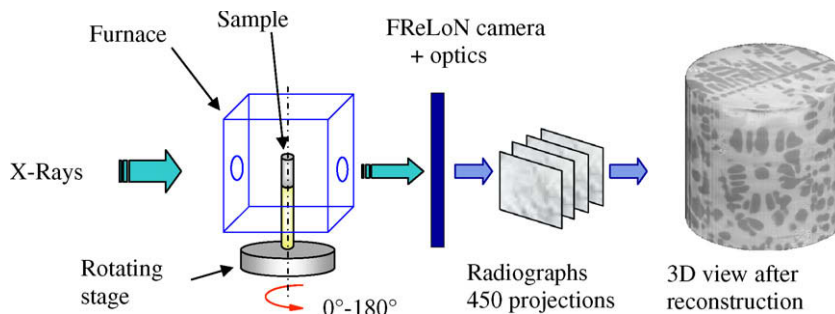 Furnace
Sample
FReLoN camera
+ optics
X-Rays
Rotating
stage
0°-180°
Radiographs
450 projections
3D view after
reconstruction